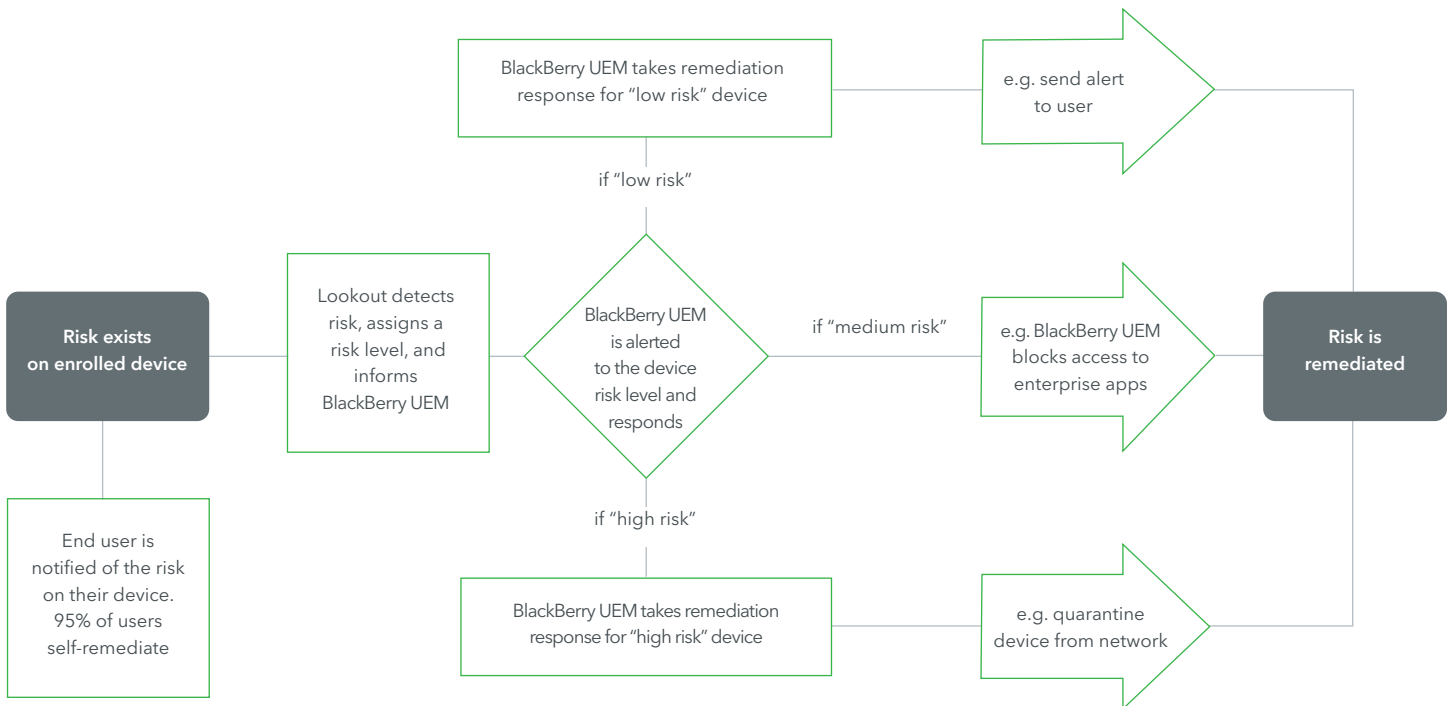 BlackBerry UEM takes remediation
response for “low risk” device
e.g. send alert
to user
if “low risk”
Risk exists
on enrolled device
Lookout detects
risk, assigns a
risk level, and
informs
BlackBerry UEM
BlackBerry UEM
is alerted
to the device
risk level and
responds
if “medium risk”
e.g. BlackBerry UEM
blocks access to
enterprise apps
Risk is
remediated
End user is
notified of the risk
on their device.
95% of users
self-remediate
if “high risk”
BlackBerry UEM takes remediation
response for “high risk” device
e.g. quarantine
device from network